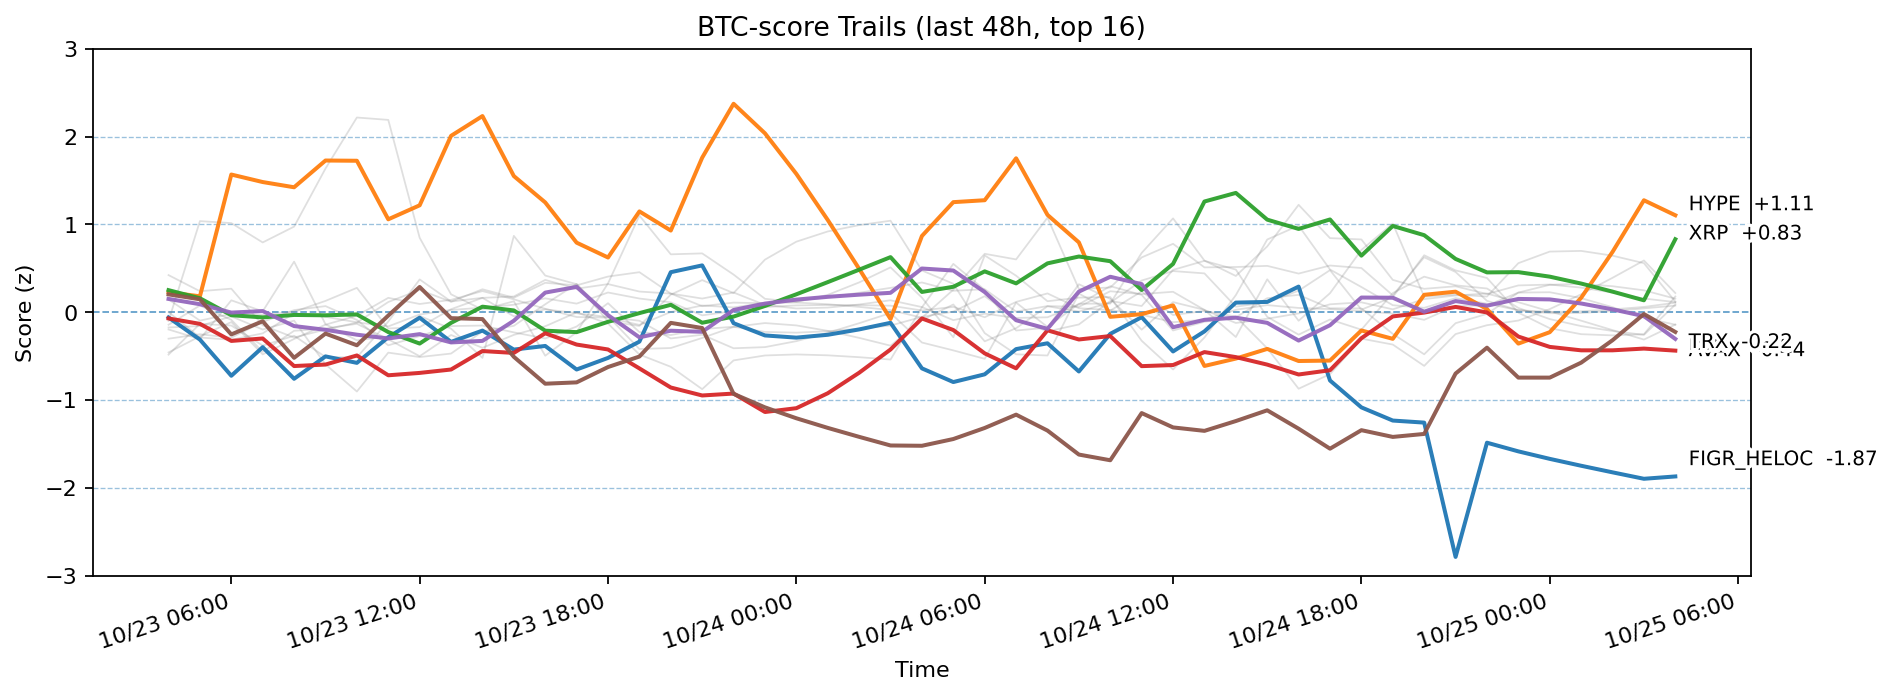 BTC-score Trails (last 48h, top 16)
Score (z)
3
2
1
0
−1
−2
−3
HYPE +1.11
XRP +0.83
TRX -0.22
FIGR_HELOC -1.87
10/23 06:00
10/23 12:00
10/23 18:00
10/24 00:00
10/24 06:00
10/24 12:00
10/24 18:00
10/25 00:00
10/25 06:00
Time